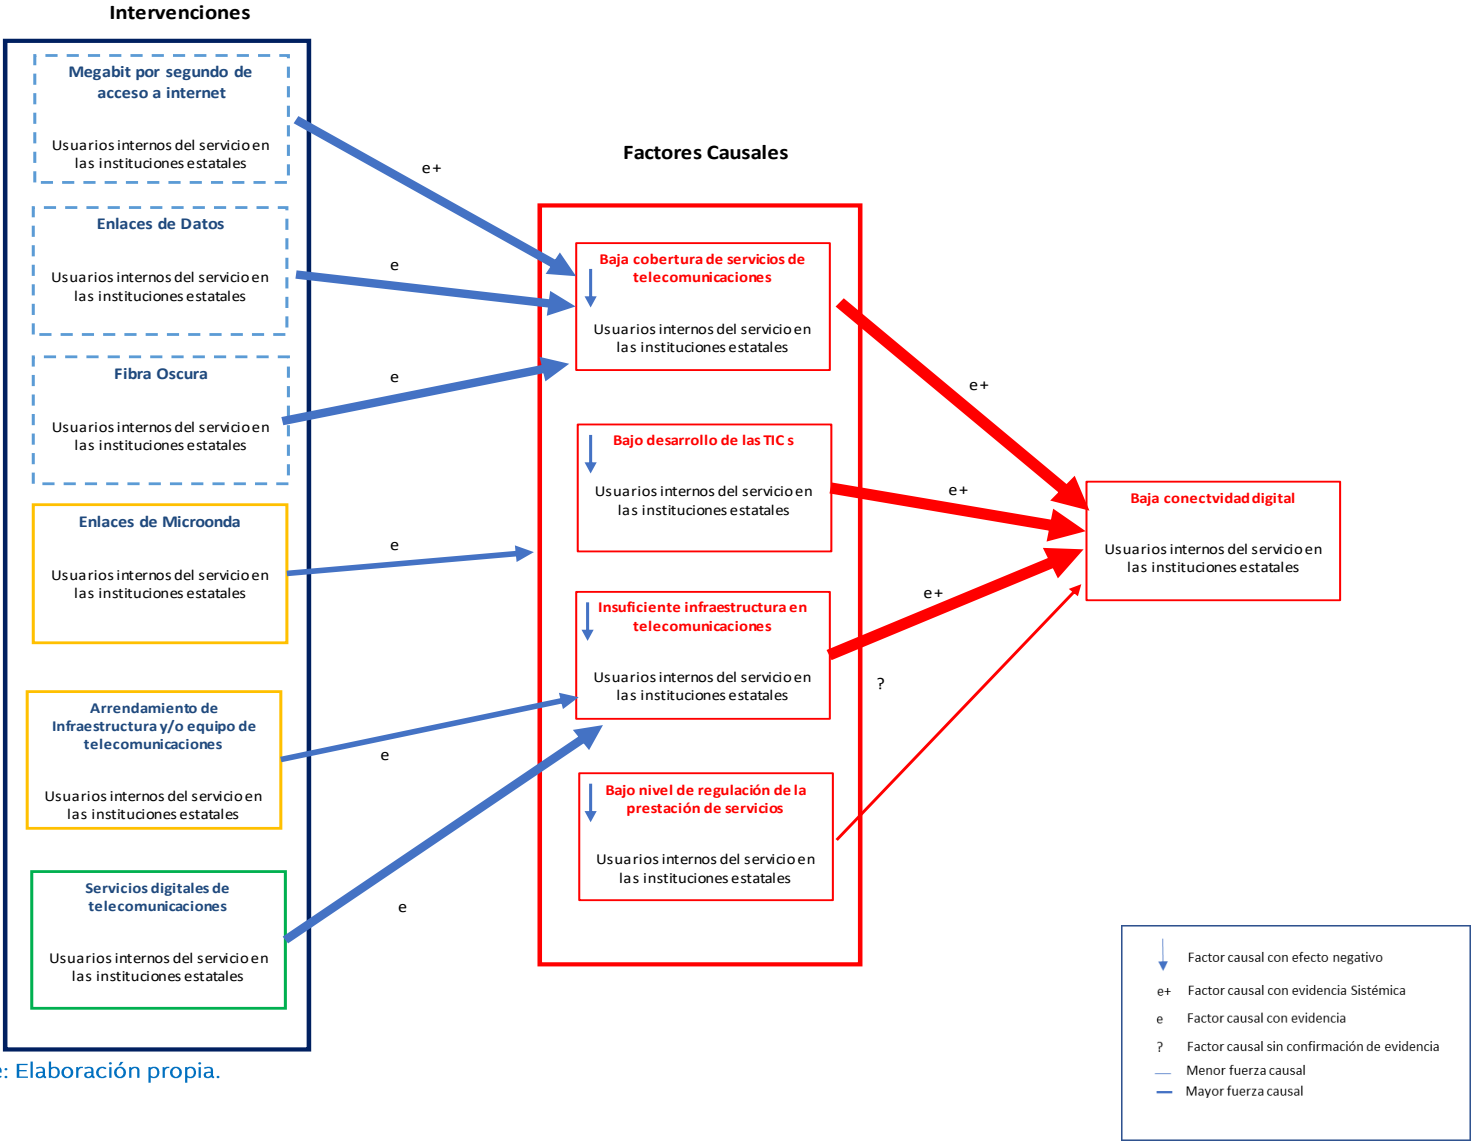 Intervenciones
Megabit por segundo de
acceso a internet
Usuarios internos del servicio en
las instituciones estatales
Enlaces de Datos
Usuarios internos del servicio en
las instituciones estatales
Fibra Oscura
Usuarios internos del servicio en
las instituciones estatales
Enlaces de Microonda
Usuarios internos del servicio en
las instituciones estatales
Arrendamiento de
Infraestructura y/o equipo de
telecomunicaciones
Usuarios internos del servicio en
las instituciones estatales
Servicios digitales de
telecomunicaciones
Usuarios internos del servicio en
las instituciones estatales
e+
e
e
e
e
e
Factores Causales
Baja cobertura de servicios de
telecomunicaciones
Usuarios internos del servicio en
las instituciones estatales
Bajo desarrollo de las TIC s
Usuarios internos del servicio en
las instituciones estatales
Insuficiente infraestructura en
telecomunicaciones
Usuarios internos del servicio en
las instituciones estatales
Bajo nivel de regulación de la
prestación de servicios
Usuarios internos del servicio en
las instituciones estatales
e+
e+
e+
?
Baja conectvidad digital
Usuarios internos del servicio en
las instituciones estatales
Factor causal con efecto negativo
e+ Factor causal con evidencia Sistémica
e Factor causal con evidencia
? Factor causal sin confirmación de evidencia
Menor fuerza causal
Mayor fuerza causal
e: Elaboración propia.